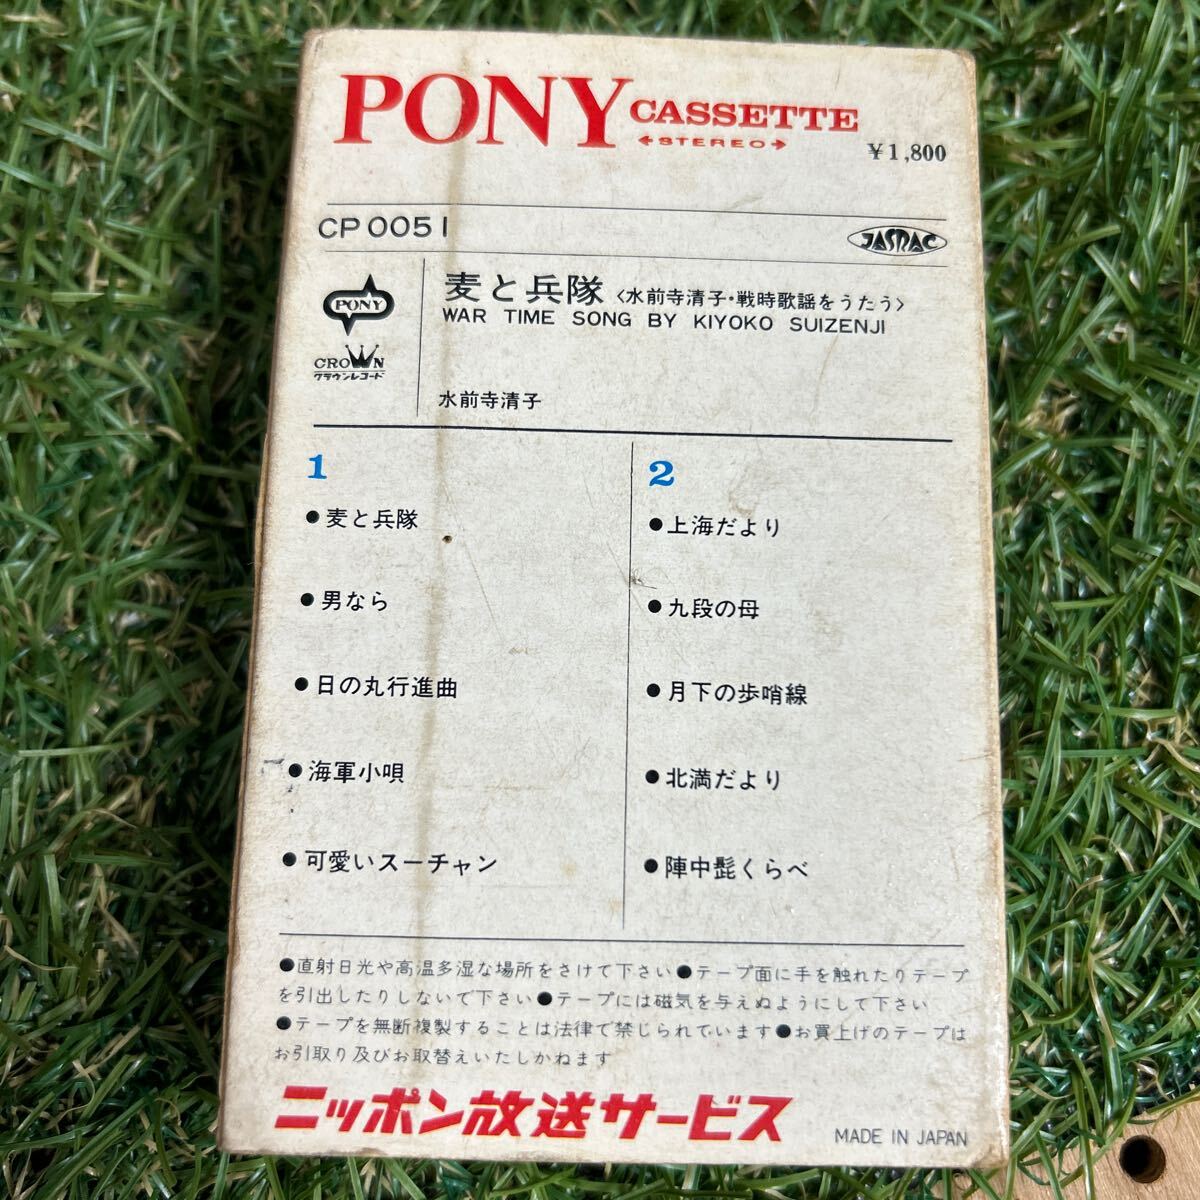 PONY CASSETTE
STEREO
¥1,800
CP 0051
JASRAC
PONY
CROWN
クラウンレコード
麦と兵隊 〈水前寺清子・戦時歌謡をうたう〉
WAR TIME SONG BY KIYOKO SUIZENJI
水前寺清子
1
●麦と兵隊
●男なら
●日の丸行進曲
●海軍小唄
●可愛いスーチャン
2
●上海だより
●九段の母
●月下の歩哨線
●北満だより
●陣中髭くらべ
●直射日光や高温多湿な場所をさけて下さい●テープ面に手を触れたりテープ
を引出したりしないで下さい●テープには磁気を与えぬようにして下さい
●テープを無断複製することは法律で禁じられています●お買上げのテープは
お引取り及びお取替えいたしかねます
ニッポン放送サービス
MADE IN JAPAN